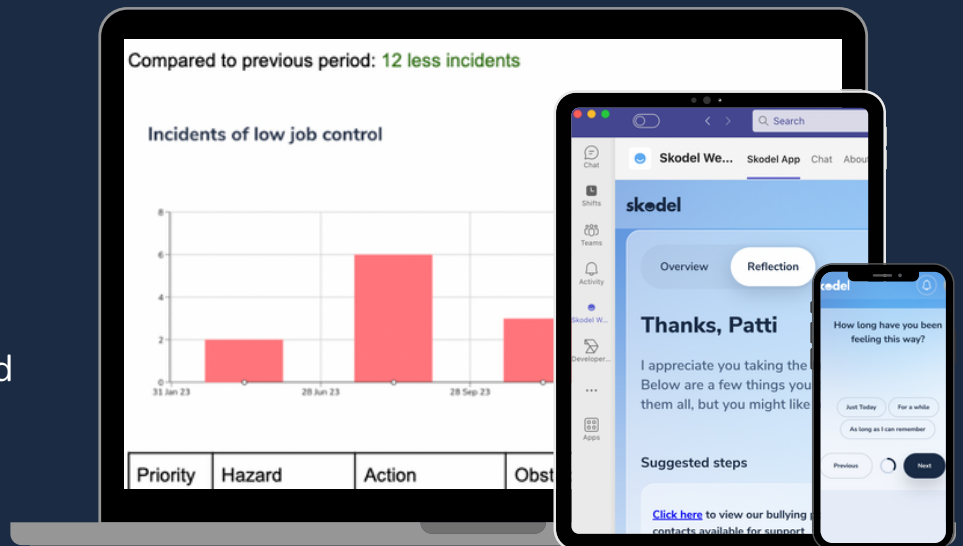 d
Compared to previous period: 12 less incidents
Incidents of low job control
8
6
4
2
0
31 Jan 23
28 Jun 23
28 Sep 23
Priority
Hazard
Action
Obst
Search
Chat
Shifts
Teams
Activity
Skodel W...
Developer...
...
Apps
Skodel We...
Skodel App
Chat
Abou
skodel
Overview
Reflection
Thanks, Patti
I appreciate you taking the
Below are a few things you
them all, but you might like
Suggested steps
Click here to view our bullying p
contacts available for support
kodel
How long have you been
feeling this way?
Just Today
For a while
As long as I can remember
Previous
Next